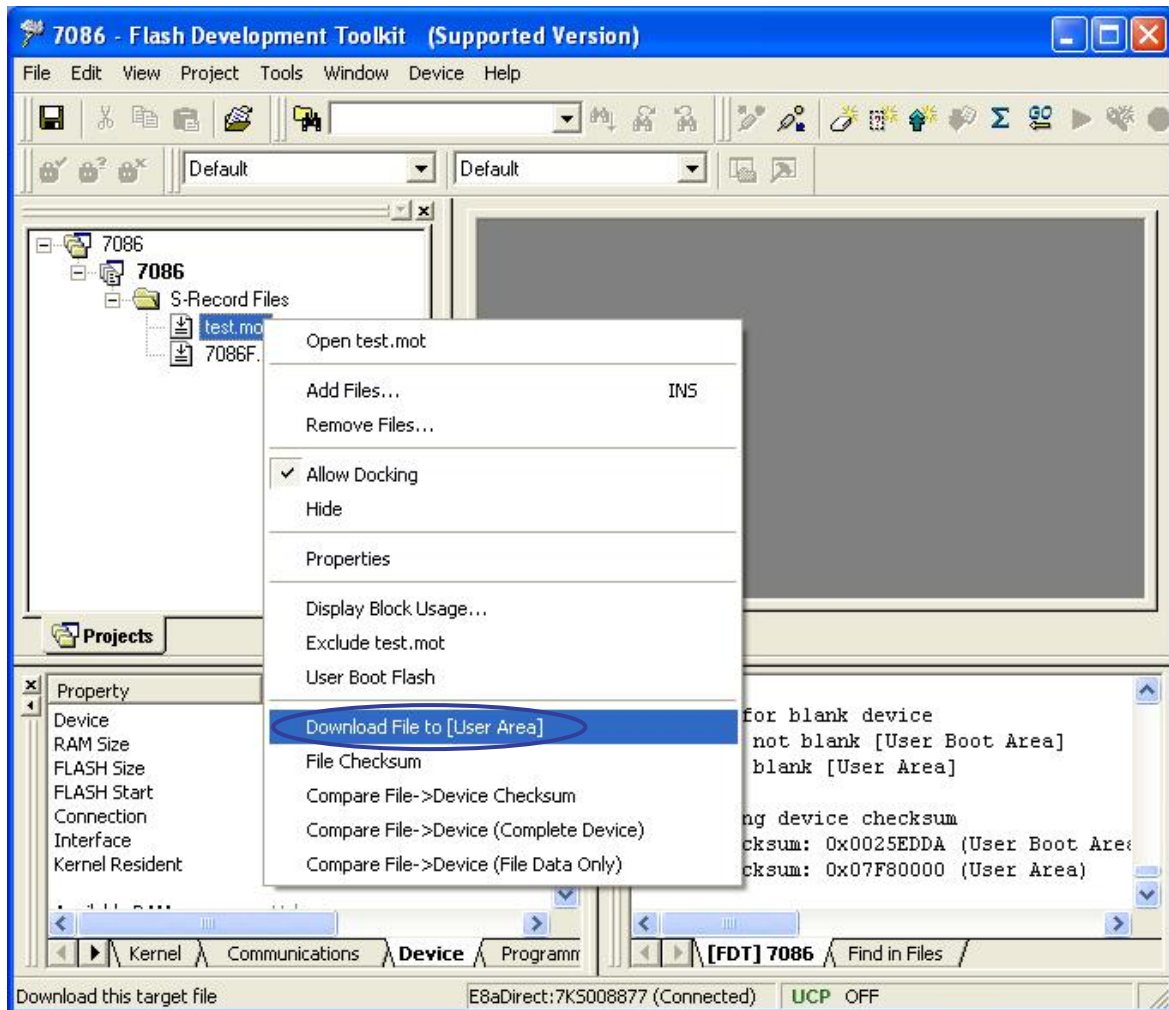 7086 - Flash Development Toolkit (Supported Version)
File Edit View Project Tools Window Device Help
Σ GO
Default Default
7086
7086
S-Record Files
test.mo
7086F.
Open test.mot
Add Files... INS
Remove Files...
Allow Docking
Hide
Properties
Display Block Usage...
Exclude test.mot
User Boot Flash
Download File to [User Area]
File Checksum
Compare File->Device Checksum
Compare File->Device (Complete Device)
Compare File->Device (File Data Only)
Projects
Property
Device
RAM Size
FLASH Size
FLASH Start
Connection
Interface
Kernel Resident
for blank device
not blank [User Boot Area]
blank [User Area]
ng device checksum
cksum: 0x0025EDDA (User Boot Area
cksum: 0x07F80000 (User Area)
Kernel Communications Device Programm
[FDT] 7086 Find in Files
Download this target file E8aDirect:7KS008877 (Connected) UCP OFF